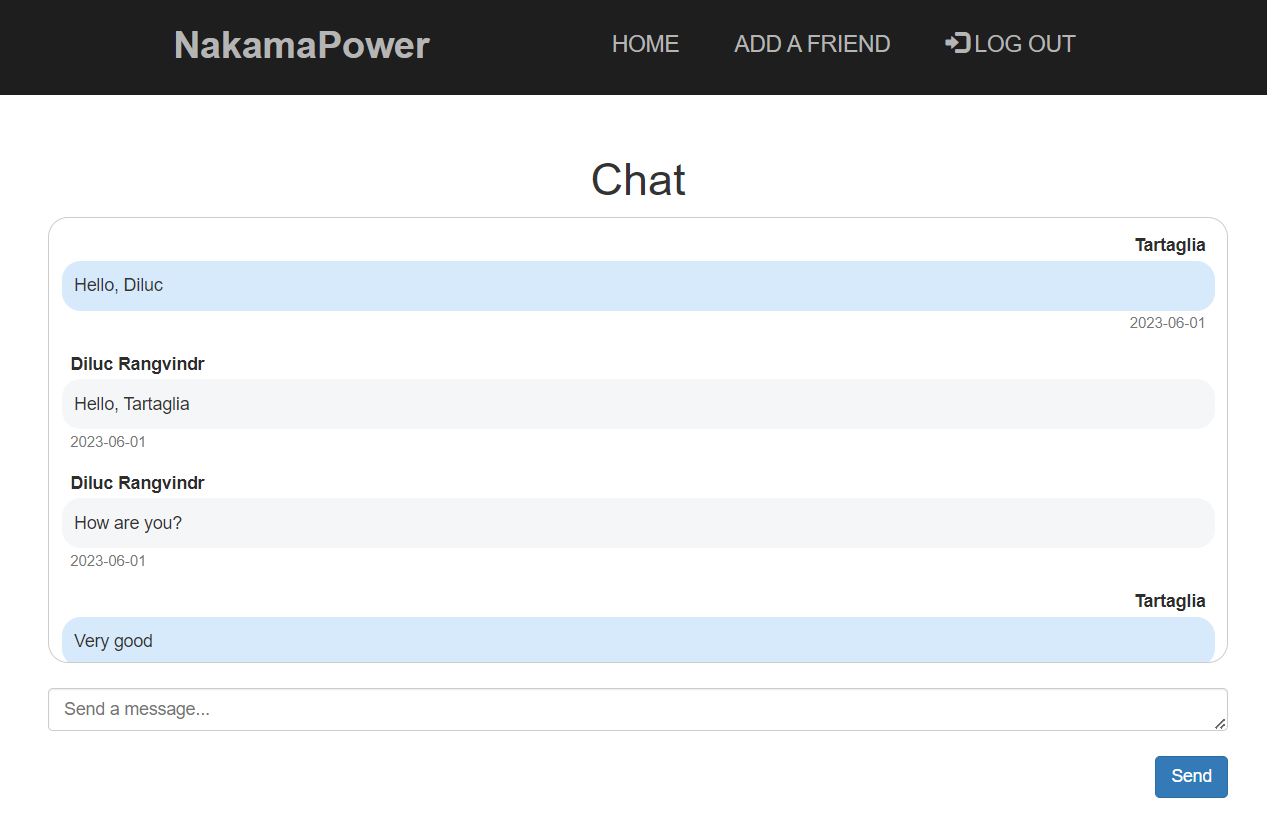 NakamaPower HOME ADD A FRIEND LOG OUT
Chat
Tartaglia
Hello, Diluc
2023-06-01
Diluc Rangvindr
Hello, Tartaglia
2023-06-01
Diluc Rangvindr
How are you?
2023-06-01
Tartaglia
Very good
Send a message...
Send